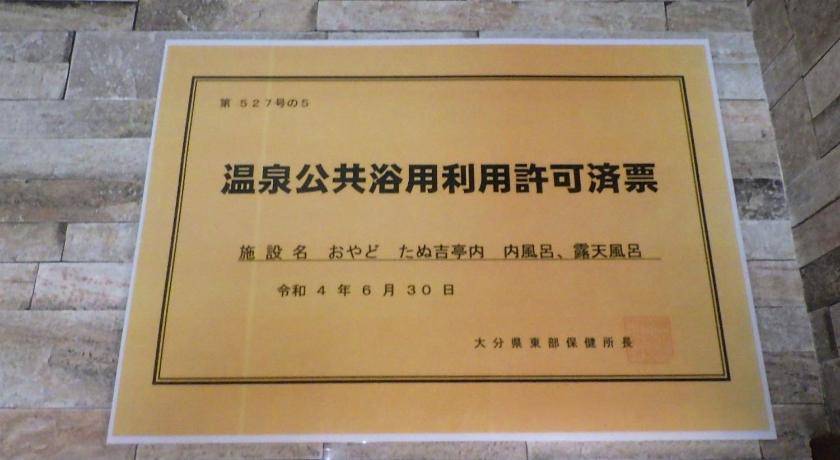 第 527号の5
温泉公共浴用利用許可済票
施 設 名 おやど たぬ吉亭内 内風呂、露天風呂
令和 4 年 6 月 30 日
大分県東部保健所長